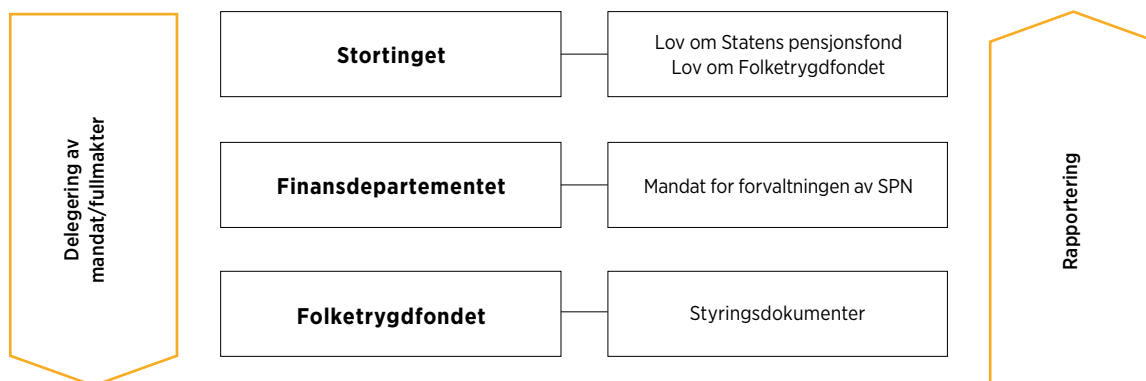 Delegering av
mandat/fullmakter
Stortinget
Lov om Statens pensjonsfond
Lov om Folketrygdfondet
Finansdepartementet
Mandat for forvaltningen av SPN
Folketrygdfondet
Styringsdokumenter
Rapportering